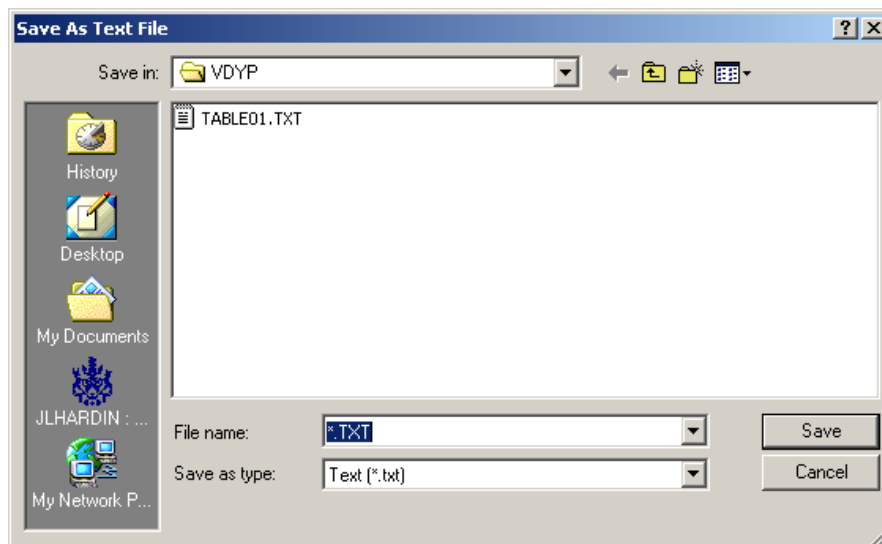 Save As Text File
Save in: VDYP
TABLE01.TXT
History
Desktop
My Documents
JLHARDIN : ...
My Network P...
File name: *.TXT Save
Save as type: Text (*.txt) Cancel